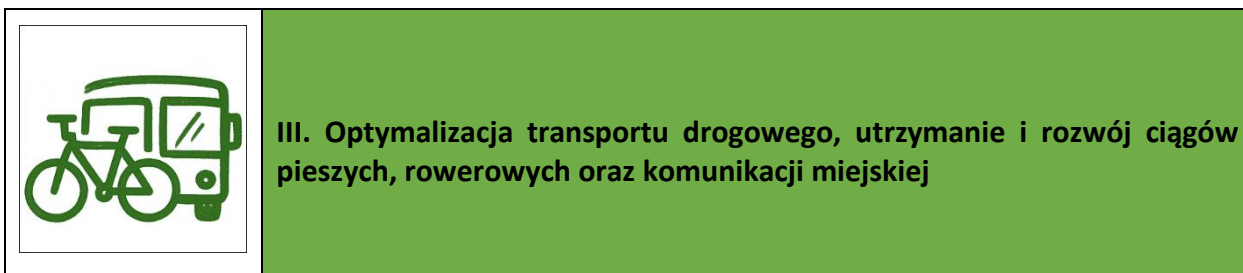 III. Optymalizacja transportu drogowego, utrzymanie i rozwój ciągów
pieszych, rowerowych oraz komunikacji miejskiej